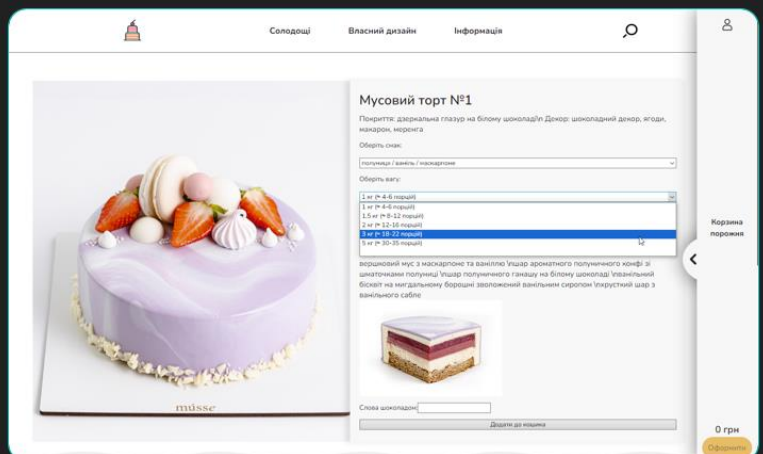 Солодощі Власний дизайн Інформація
Мусовий торт №1
Покриття: дзеркальна глазур на білому шоколаді\n Декор: шоколадний декор, ягоди,
макарон, меренга
Оберіть смак:
полуниця / ваніль / маскарпоне
Оберіть вагу:
1 кг (≈ 4-6 порцій)
1 кг (≈ 4-6 порцій)
1,5 кг (≈ 8-12 порцій)
2 кг (≈ 12-16 порцій)
3 кг (≈ 18-22 порцій)
5 кг (≈ 30-35 порцій)
вершковий мус з маскарпоне та ваніллю \nшар ароматного полуничного конфі зі
шматочками полуниці \nшар полуничного ганашу на білому шоколаді \nванільний
бісквіт на мигдальному борошні зволожений ванільним сиропом \nхрусткий шар з
ванільного сабле
Слова шоколадом:
Додати до кошика
músse
Корзина
порожня
0 грн
Оформити